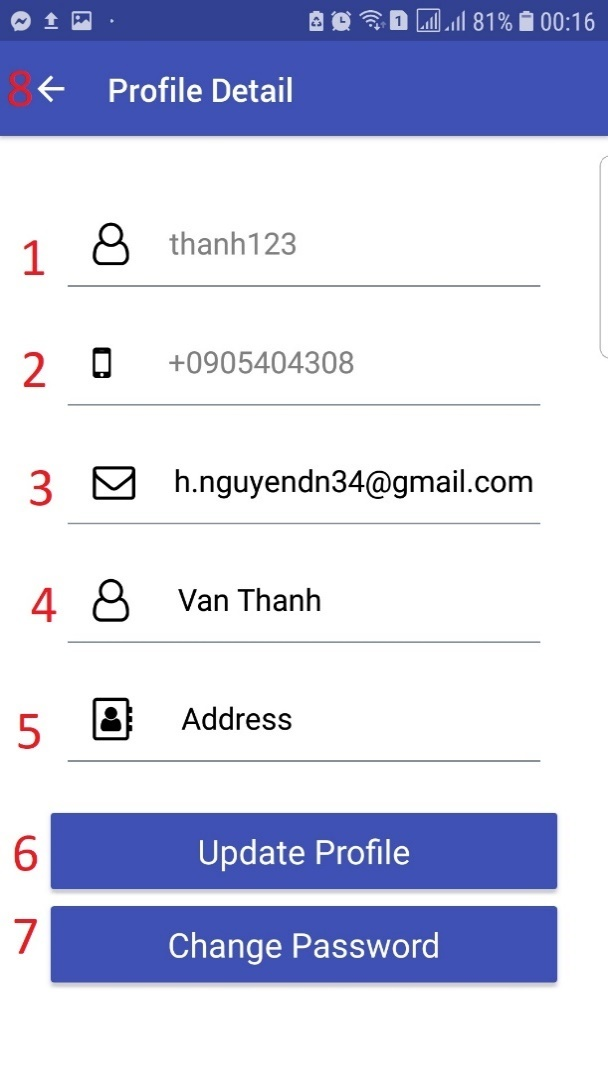 1 81% 00:16
8 Profile Detail
1 thanh123
2 +0905404308
3 h.nguyendn34@gmail.com
4 Van Thanh
5 Address
6 Update Profile
7 Change Password